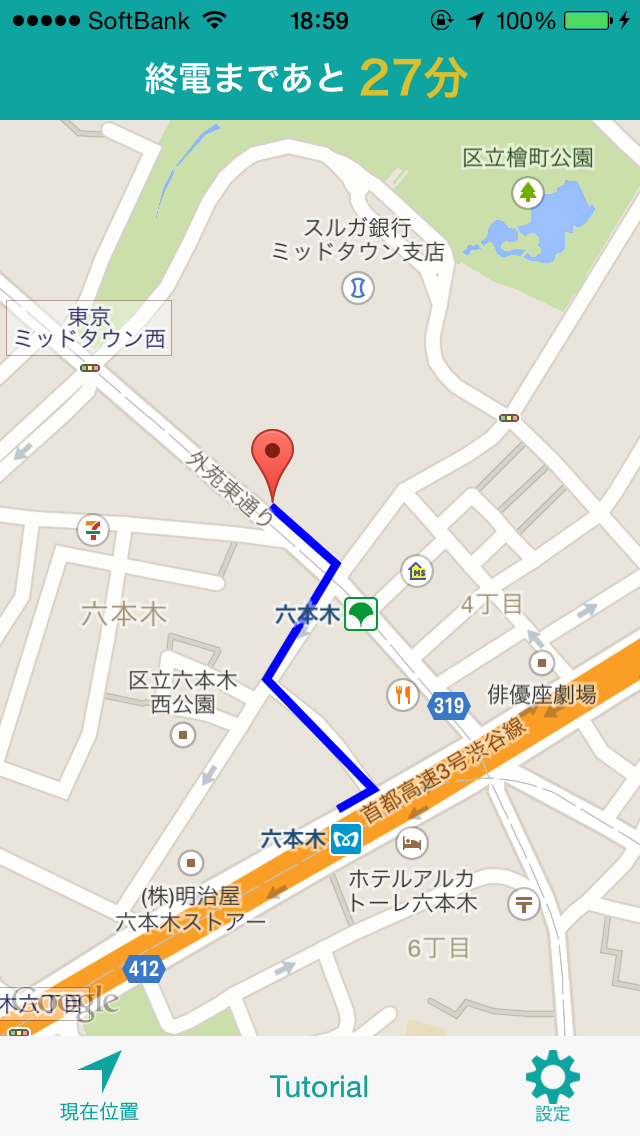 SoftBank 18:59 100%
終電まであと 27分
区立檜町公園
スルガ銀行
ミッドタウン支店
東京
ミッドタウン西
外苑東通り
六本木
4丁目
六本木
区立六本木
西公園
319
俳優座劇場
首都高速3号渋谷線
六本木
ホテルアルカ
トーレ六本木
(株)明治屋
六本木ストアー
6丁目
412
木六丁目
Google
現在位置
Tutorial
設定